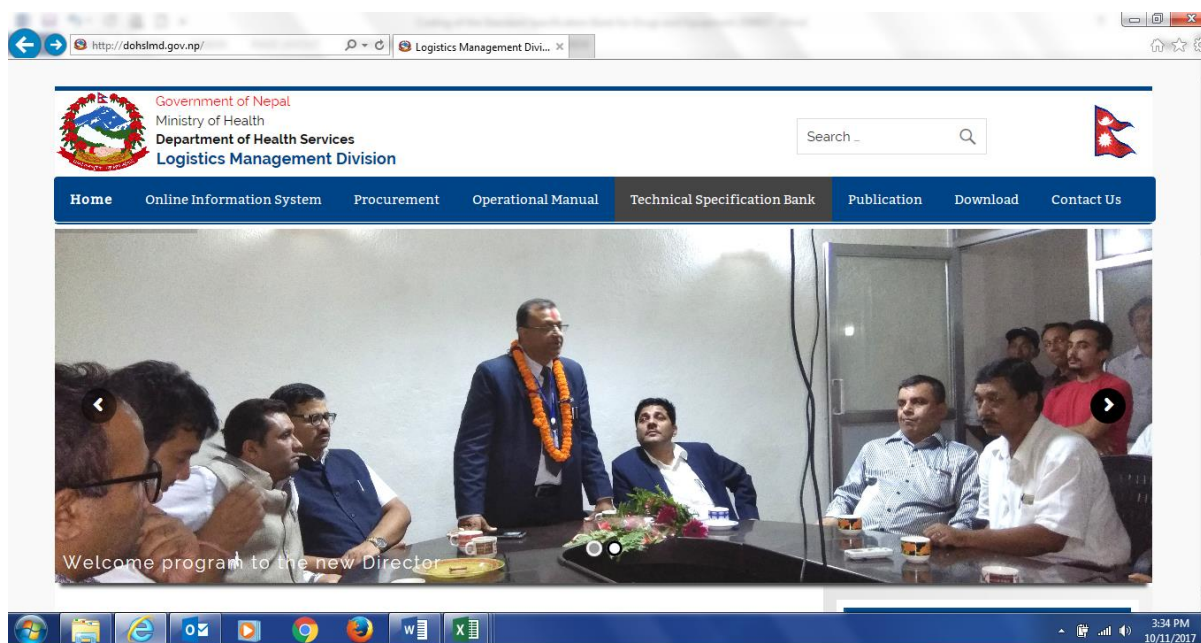 http://dohslmd.gov.np/
Logistics Management Divi...
Government of Nepal
Ministry of Health
Department of Health Services
Logistics Management Division
Search ...
Home Online Information System Procurement Operational Manual Technical Specification Bank Publication Download Contact Us
Welcome program to the new Director
3:34 PM
10/11/2017